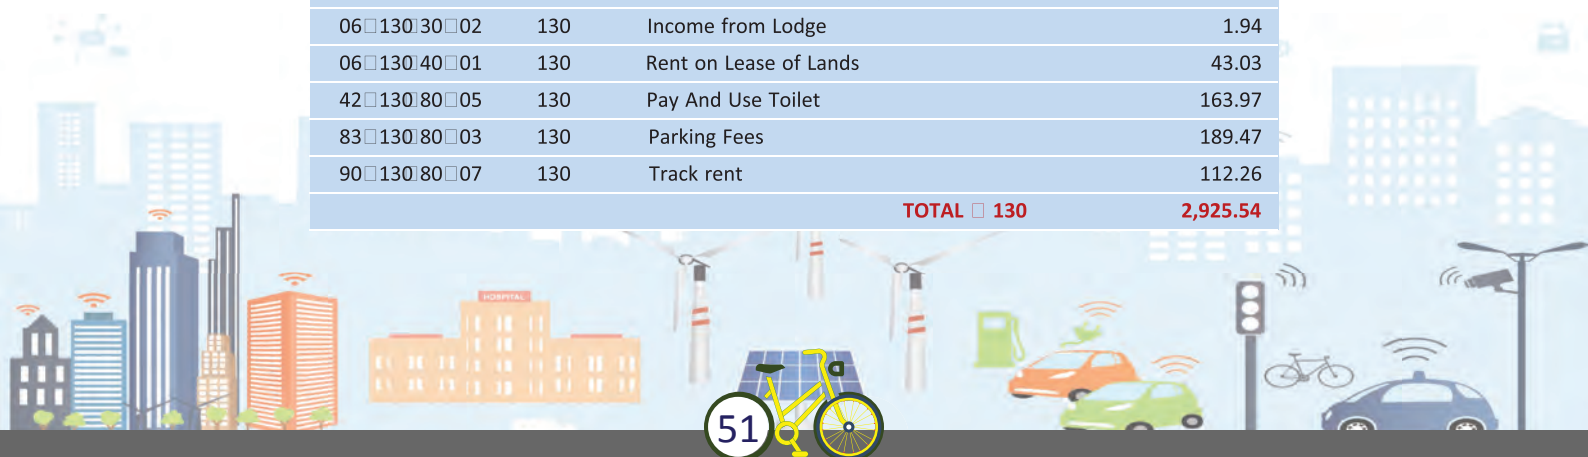 06□130□30□02 130 Income from Lodge 1.94
06□130□40□01 130 Rent on Lease of Lands 43.03
42□130□80□05 130 Pay And Use Toilet 163.97
83□130□80□03 130 Parking Fees 189.47
90□130□80□07 130 Track rent 112.26
TOTAL □ 130 2,925.54
HOSPITAL
51